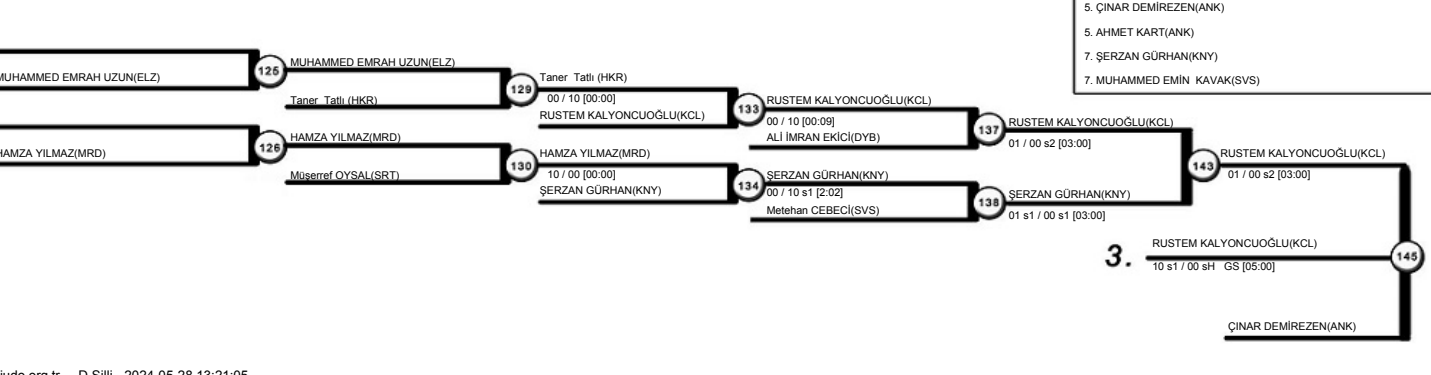 5. ÇINAR DEMİREZEN(ANK)
5. AHMET KART(ANK)
7. ŞERZAN GÜRHAN(KNY)
7. MUHAMMED EMİN KAVAK(SVS)
MUHAMMED EMRAH UZUN(ELZ)
125
MUHAMMED EMRAH UZUN(ELZ)
Taner Tatlı (HKR)
129
Taner Tatlı (HKR)
00 / 10 [00:00]
RUSTEM KALYONCUOĞLU(KCL)
133
RUSTEM KALYONCUOĞLU(KCL)
00 / 10 [00:09]
ALİ İMRAN EKİCİ(DYB)
137
RUSTEM KALYONCUOĞLU(KCL)
01 / 00 s2 [03:00]
HAMZA YILMAZ(MRD)
126
HAMZA YILMAZ(MRD)
Müşerref OYSAL(SRT)
130
HAMZA YILMAZ(MRD)
10 / 00 [00:00]
ŞERZAN GÜRHAN(KNY)
134
ŞERZAN GÜRHAN(KNY)
00 / 10 s1 [2:02]
Metehan CEBECİ(SVS)
138
ŞERZAN GÜRHAN(KNY)
01 s1 / 00 s1 [03:00]
143
RUSTEM KALYONCUOĞLU(KCL)
01 / 00 s2 [03:00]
3.
RUSTEM KALYONCUOĞLU(KCL)
10 s1 / 00 sH GS [05:00]
145
ÇINAR DEMİREZEN(ANK)
judo.org.tr D.Silli 2024-05-28 13:21:05